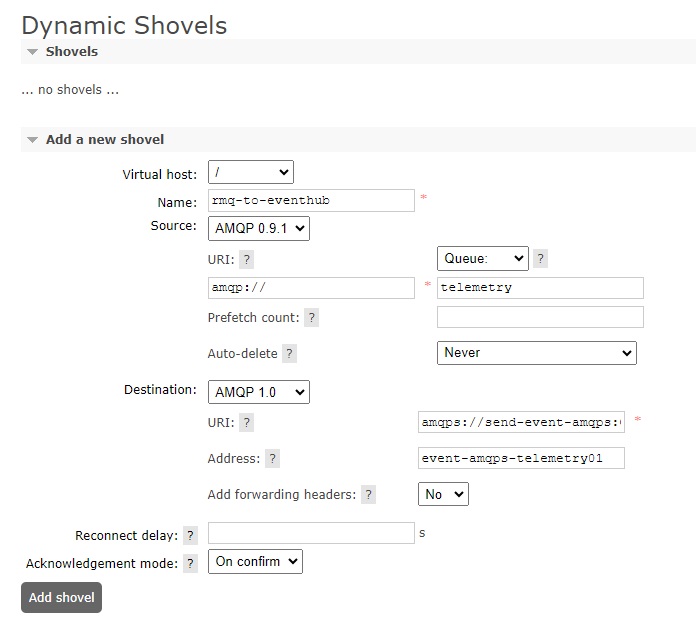 Dynamic Shovels
Shovels
... no shovels ...
Add a new shovel
Virtual host: /
Name: rmq-to-eventhub *
Source: AMQP 0.9.1
URI: ? Queue: ?
amqp:// * telemetry
Prefetch count: ?
Auto-delete ? Never
Destination: AMQP 1.0
URI: ? amqps://send-event-amqps: *
Address: ? event-amqps-telemetry01
Add forwarding headers: ? No
Reconnect delay: ? s
Acknowledgement mode: ? On confirm
Add shovel